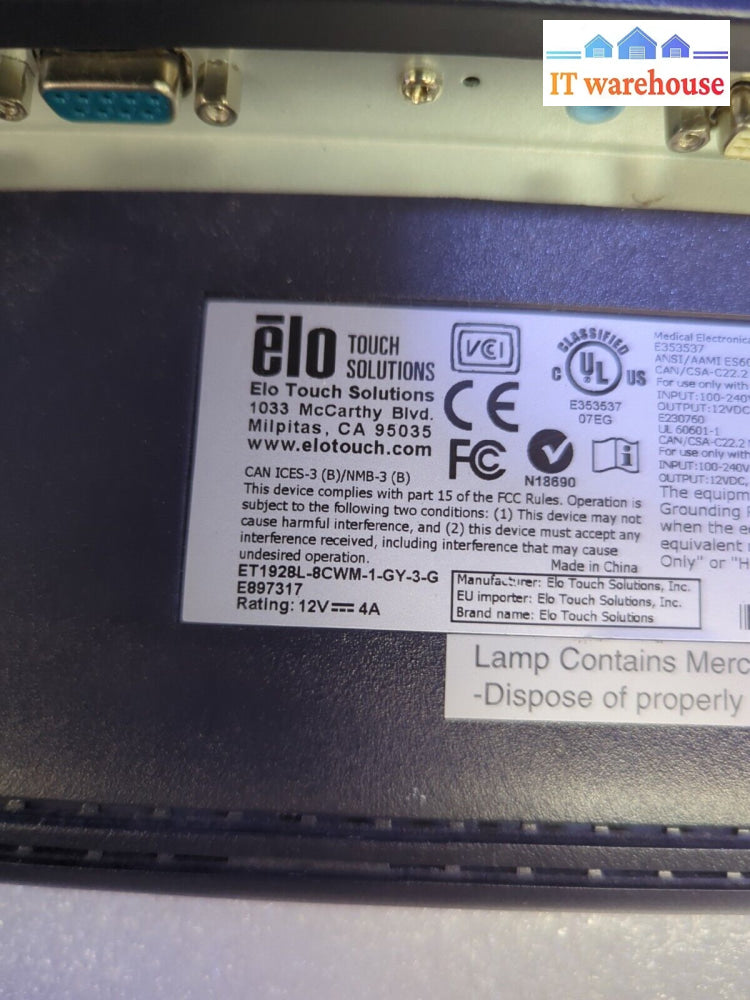 IT warehouse
ēlo TOUCH SOLUTIONS
Elo Touch Solutions
1033 McCarthy Blvd.
Milpitas, CA 95035
www.elotouch.com
VCI
CLASSIFIED
C UL US
E353537
07EG
CE
FC
N18690
i
CAN ICES-3 (B)/NMB-3 (B)
This device complies with part 15 of the FCC Rules. Operation is
subject to the following two conditions: (1) This device may not
cause harmful interference, and (2) this device must accept any
interference received, including interference that may cause
undesired operation.
Made in China
ET1928L-8CWM-1-GY-3-G
E897317
Rating: 12V 4A
Manufacturer: Elo Touch Solutions, Inc.
EU importer: Elo Touch Solutions, Inc.
Brand name: Elo Touch Solutions
Medical Electronic
E353537
ANSI/AAMI ES60
CAN/CSA-C22.2
For use only with
INPUT:100-240V
OUTPUT:12VDC
E230760
UL 60601-1
CAN/CSA-C22.2
For use only with
INPUT:100-240V
OUTPUT:12VDC,
The equipm
Grounding
when the e
equivalent
Only" or "H
Lamp Contains Merc
-Dispose of properly